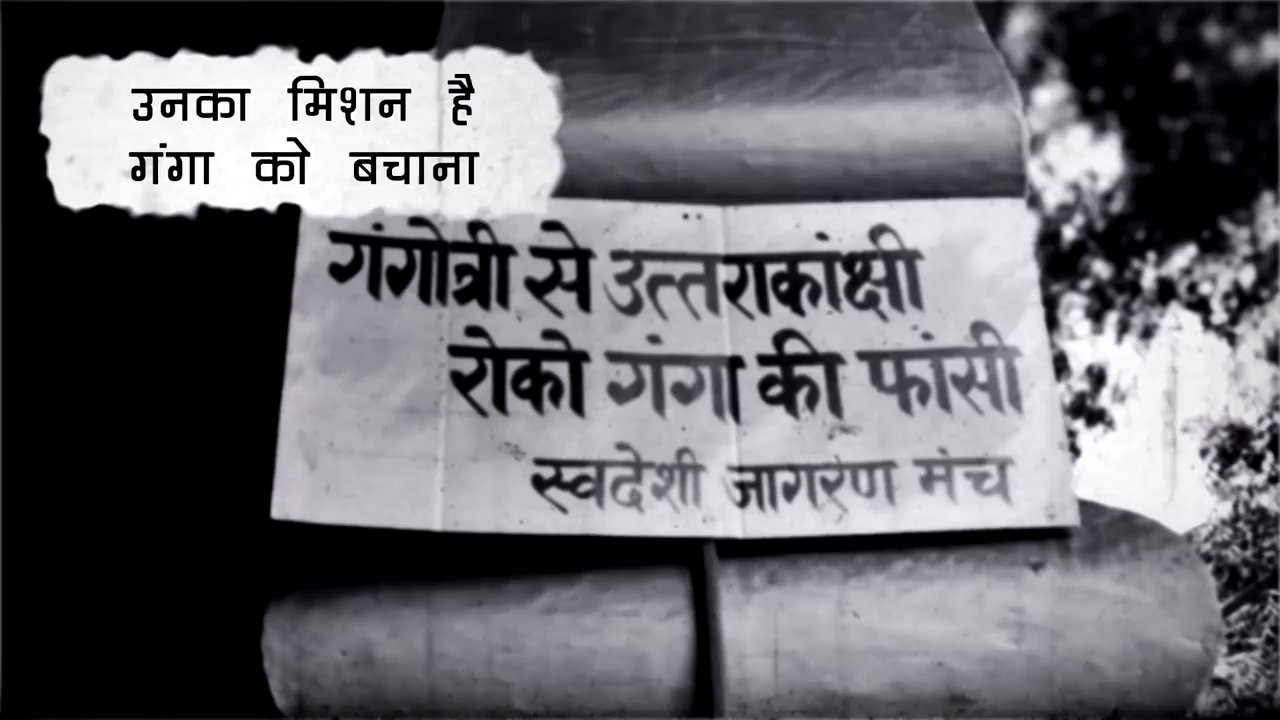 उनका मिशन है
गंगा को बचाना
गंगोत्री से उत्तराकांक्षी
रोको गंगा की फांसी
स्वदेशी जागरण मंच